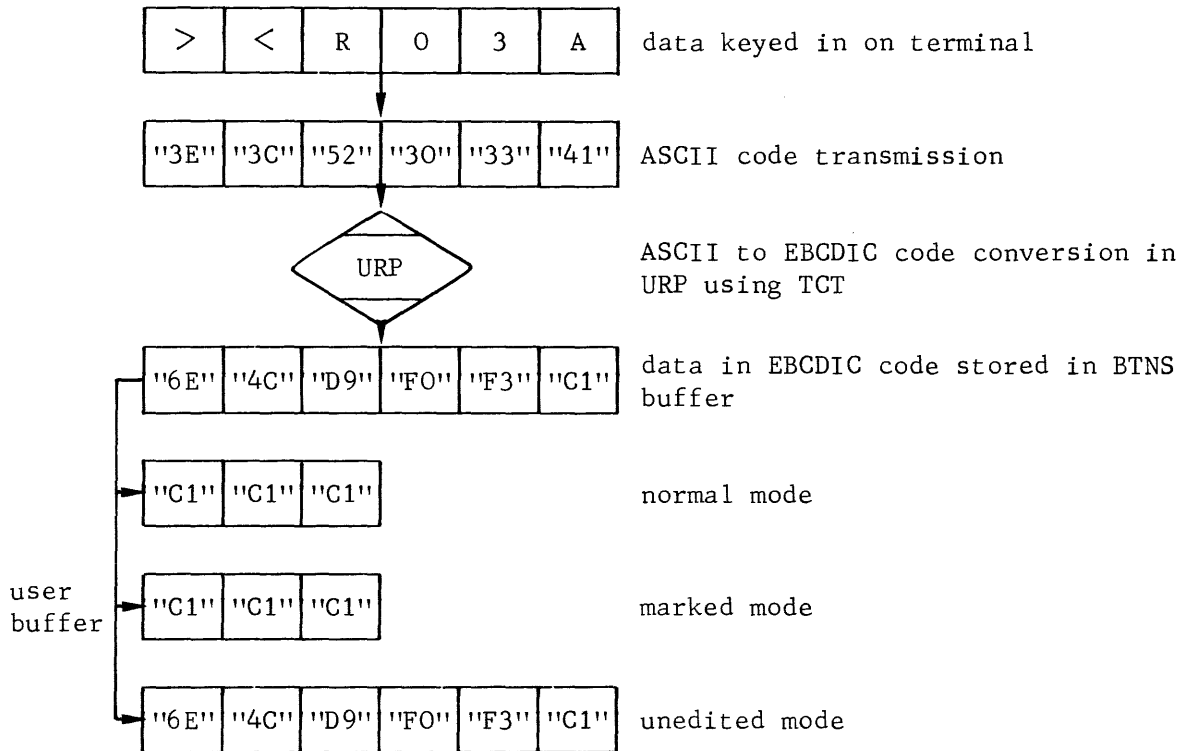 > < R 0 3 A data keyed in on terminal
"3E" "3C" "52" "30" "33" "41" ASCII code transmission
URP
ASCII to EBCDIC code conversion in
URP using TCT
"6E" "4C" "D9" "F0" "F3" "C1"
data in EBCDIC code stored in BTNS
buffer
"C1" "C1" "C1" normal mode
user
buffer
"C1" "C1" "C1" marked mode
"6E" "4C" "D9" "F0" "F3" "C1" unedited mode